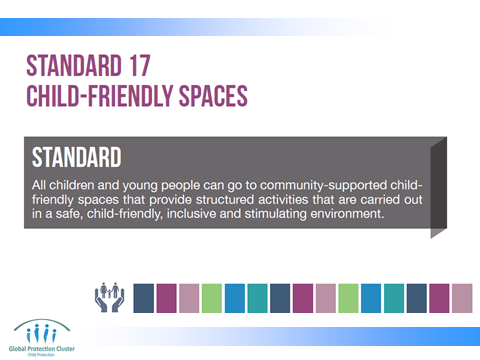 STANDARD 17
CHILD-FRIENDLY SPACES
STANDARD
All children and young people can go to community-supported child-
friendly spaces that provide structured activities that are carried out
in a safe, child-friendly, inclusive and stimulating environment.
Global Protection Cluster
Child Protection